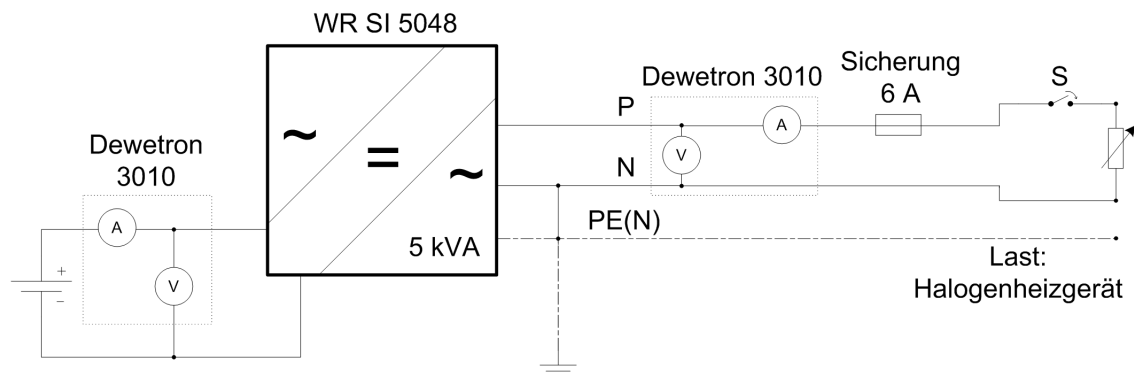 WR SI 5048
Dewetron 3010
Sicherung
6 A
S
P
A
V
N
PE(N)
Dewetron
3010
A
V
+
–
~
=
~
5 kVA
Last:
Halogenheizgerät